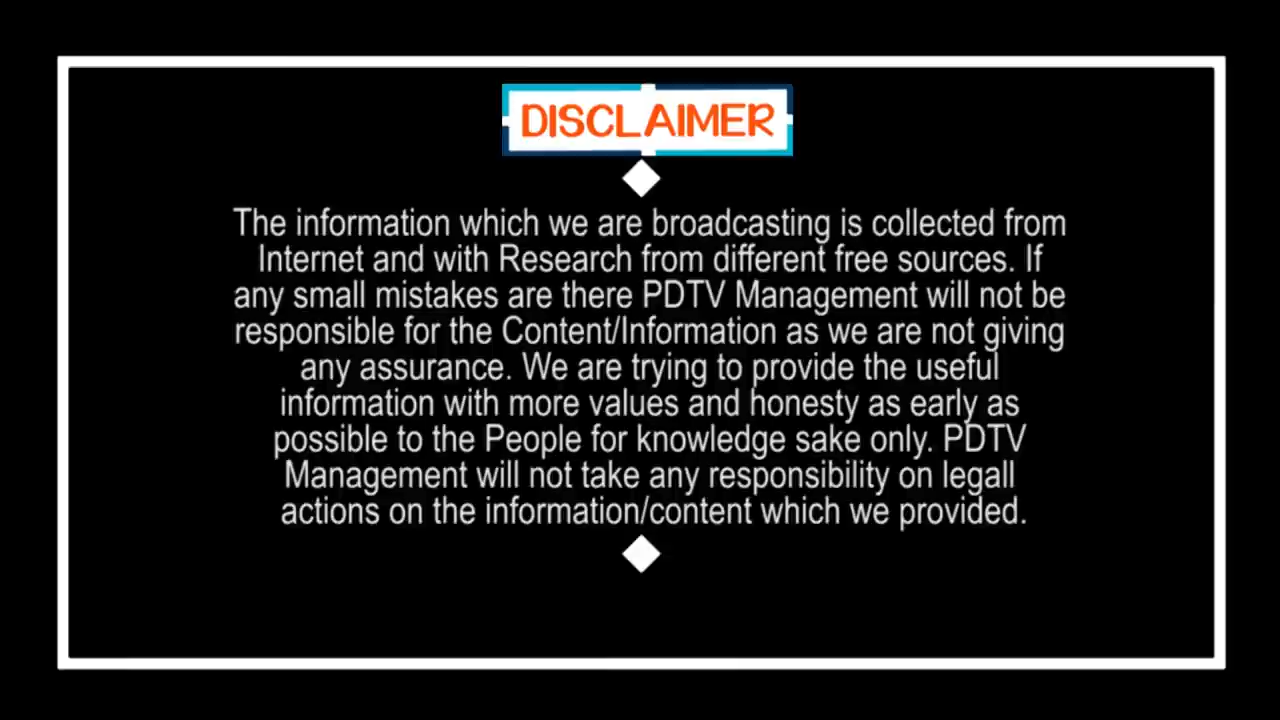 DISCLAIMER
The information which we are broadcasting is collected from
Internet and with Research from different free sources. If
any small mistakes are there PDTV Management will not be
responsible for the Content/Information as we are not giving
any assurance. We are trying to provide the useful
information with more values and honesty as early as
possible to the People for knowledge sake only. PDTV
Management will not take any responsibility on legall
actions on the information/content which we provided.